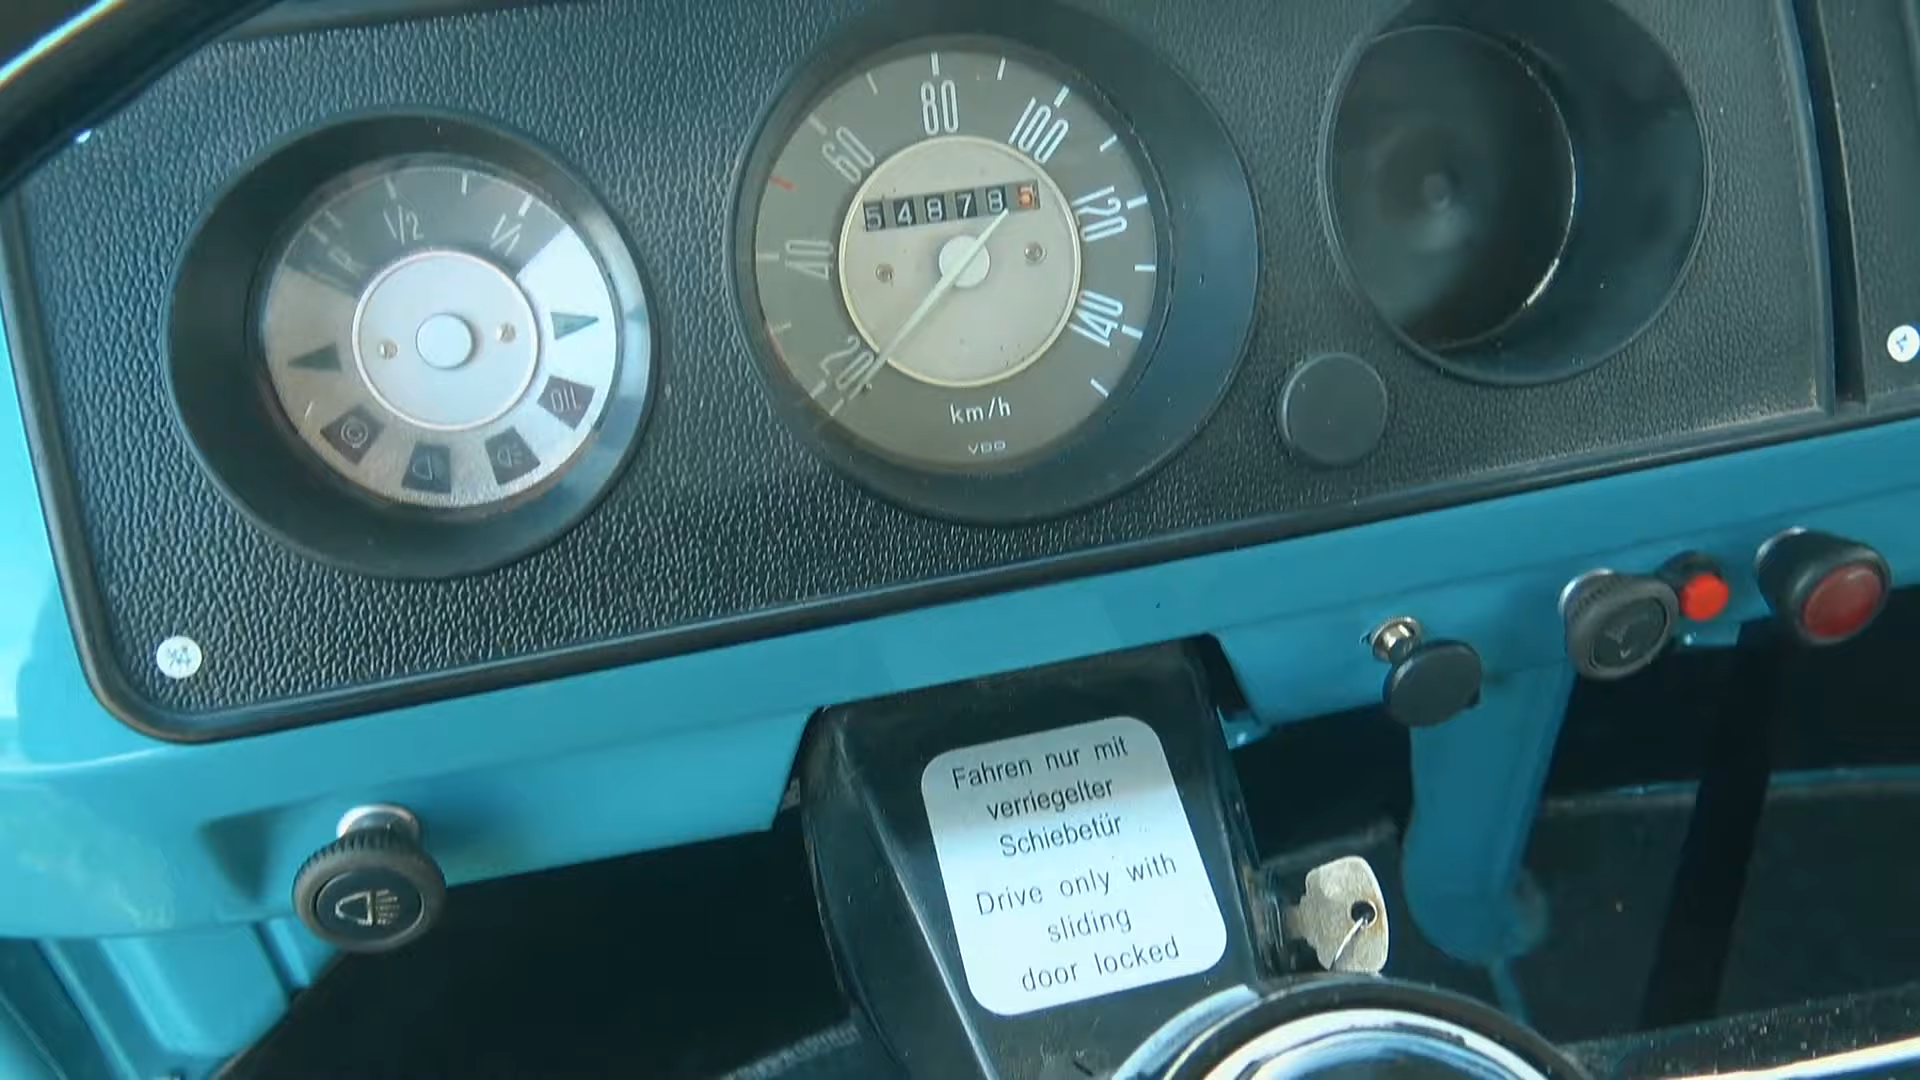 R 1/2 1/1
OIL
20 40 60 80 100 120 140
548785
km/h
VDO
Fahren nur mit
verriegelter
Schiebetür
Drive only with
sliding
door locked